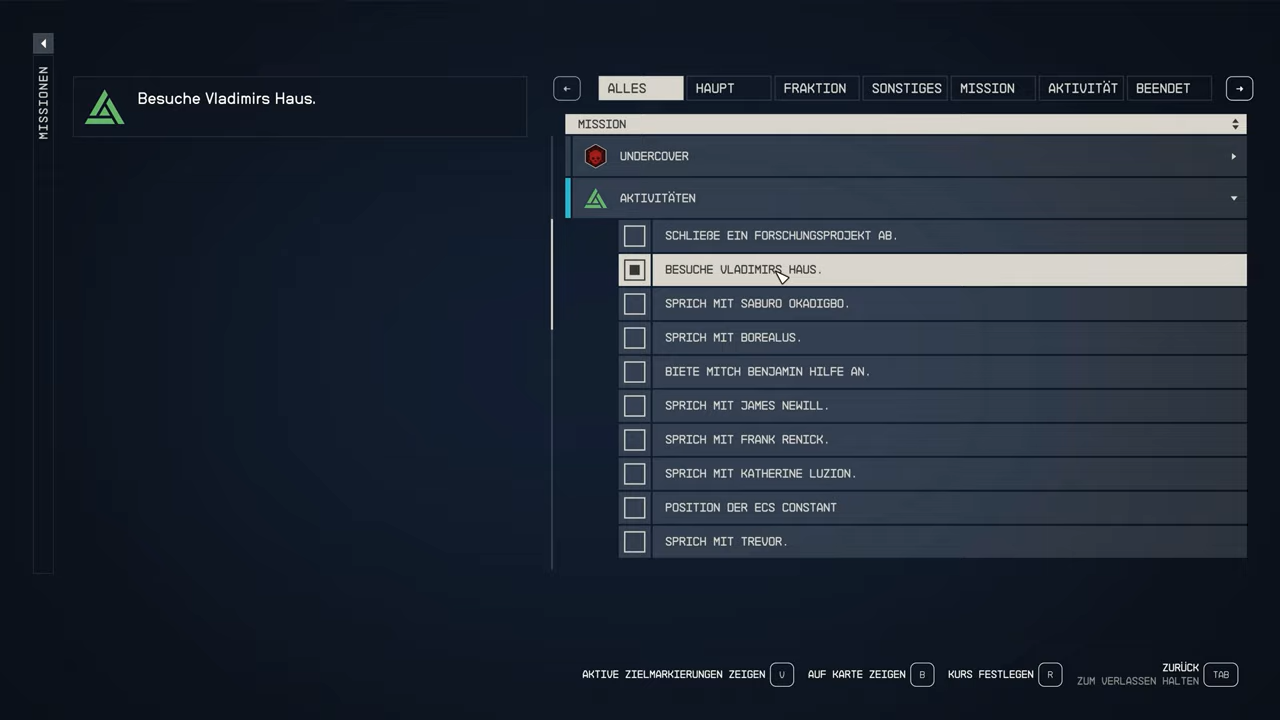 MISSIONEN
Besuche Vladimirs Haus.
ALLES HAUPT FRAKTION SONSTIGES MISSION AKTIVITÄT BEENDET
MISSION
UNDERCOVER
AKTIVITÄTEN
SCHLIEẞE EIN FORSCHUNGSPROJEKT AB.
BESUCHE VLADIMIRS HAUS.
SPRICH MIT SABURO OKADIGBO.
SPRICH MIT BOREALUS.
BIETE MITCH BENJAMIN HILFE AN.
SPRICH MIT JAMES NEWILL.
SPRICH MIT FRANK RENICK.
SPRICH MIT KATHERINE LUZION.
POSITION DER ECS CONSTANT
SPRICH MIT TREVOR.
AKTIVE ZIELMARKIERUNGEN ZEIGEN V AUF KARTE ZEIGEN B KURS FESTLEGEN R ZURÜCK
ZUM VERLASSEN HALTEN TAB